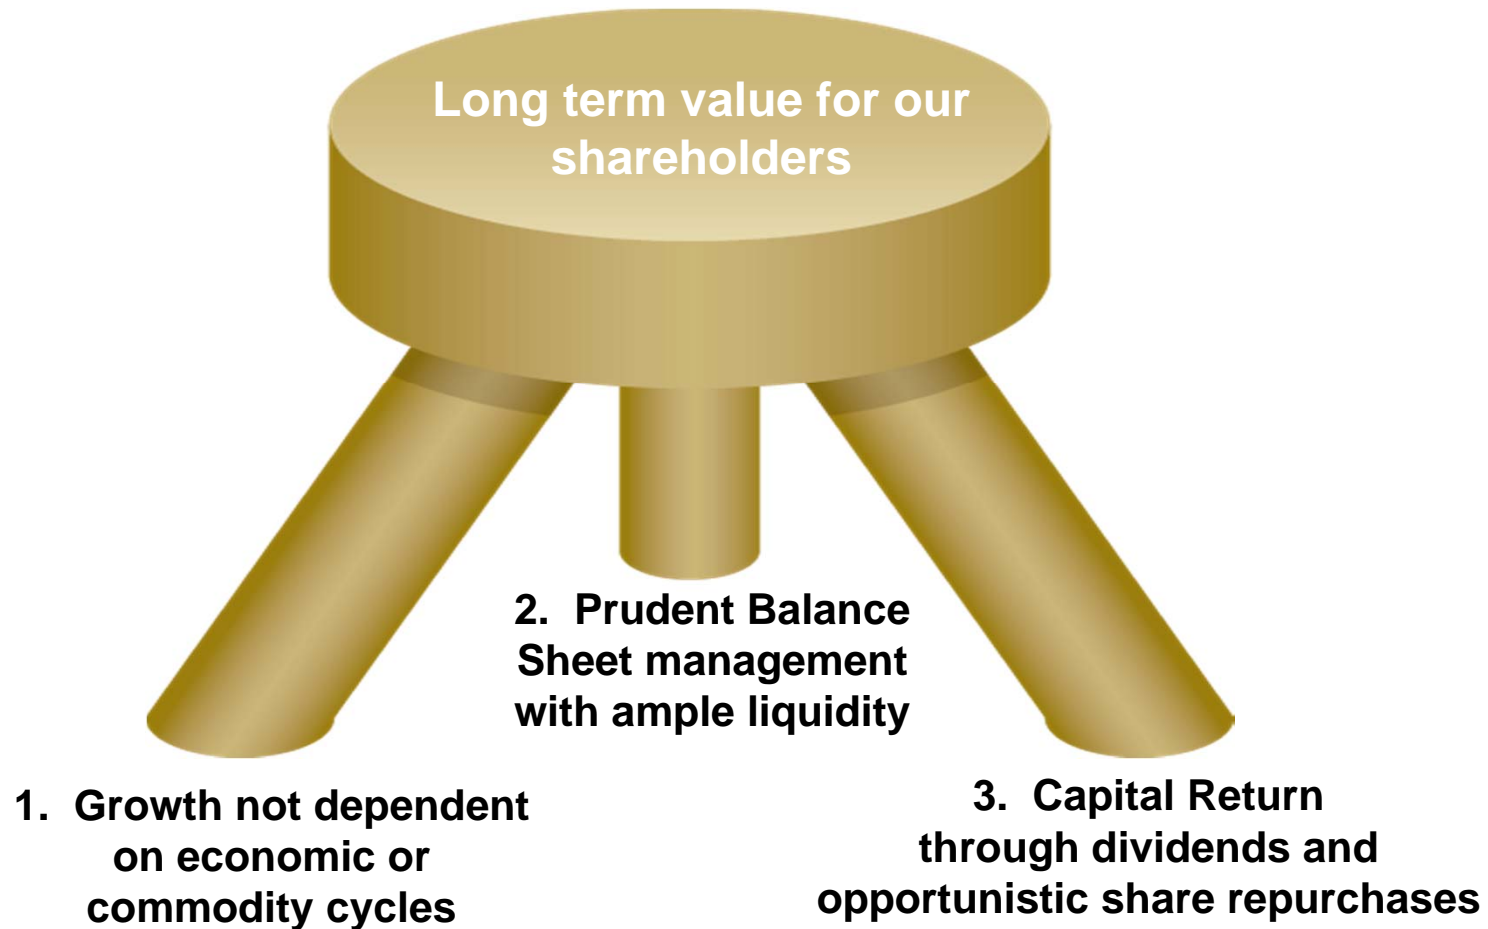 Long term value for our
shareholders
2. Prudent Balance
Sheet management
with ample liquidity
1. Growth not dependent
on economic or
commodity cycles
3. Capital Return
through dividends and
opportunistic share repurchases